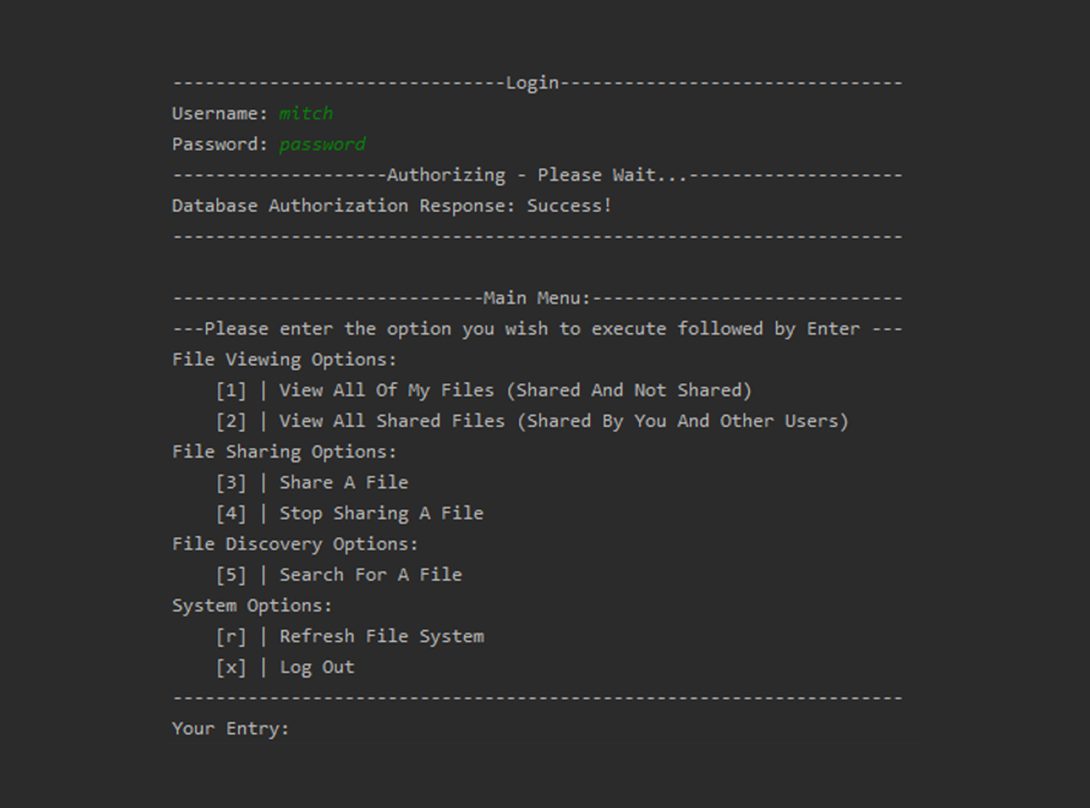 -------------------------------Login--------------------------------
Username: mitch
Password: password
--------------------Authorizing - Please Wait...--------------------
Database Authorization Response: Success!
--------------------------------------------------------------------
-----------------------------Main Menu:-----------------------------
---Please enter the option you wish to execute followed by Enter ---
File Viewing Options:
    [1] | View All Of My Files (Shared And Not Shared)
    [2] | View All Shared Files (Shared By You And Other Users)
File Sharing Options:
    [3] | Share A File
    [4] | Stop Sharing A File
File Discovery Options:
    [5] | Search For A File
System Options:
    [r] | Refresh File System
    [x] | Log Out
--------------------------------------------------------------------
Your Entry: